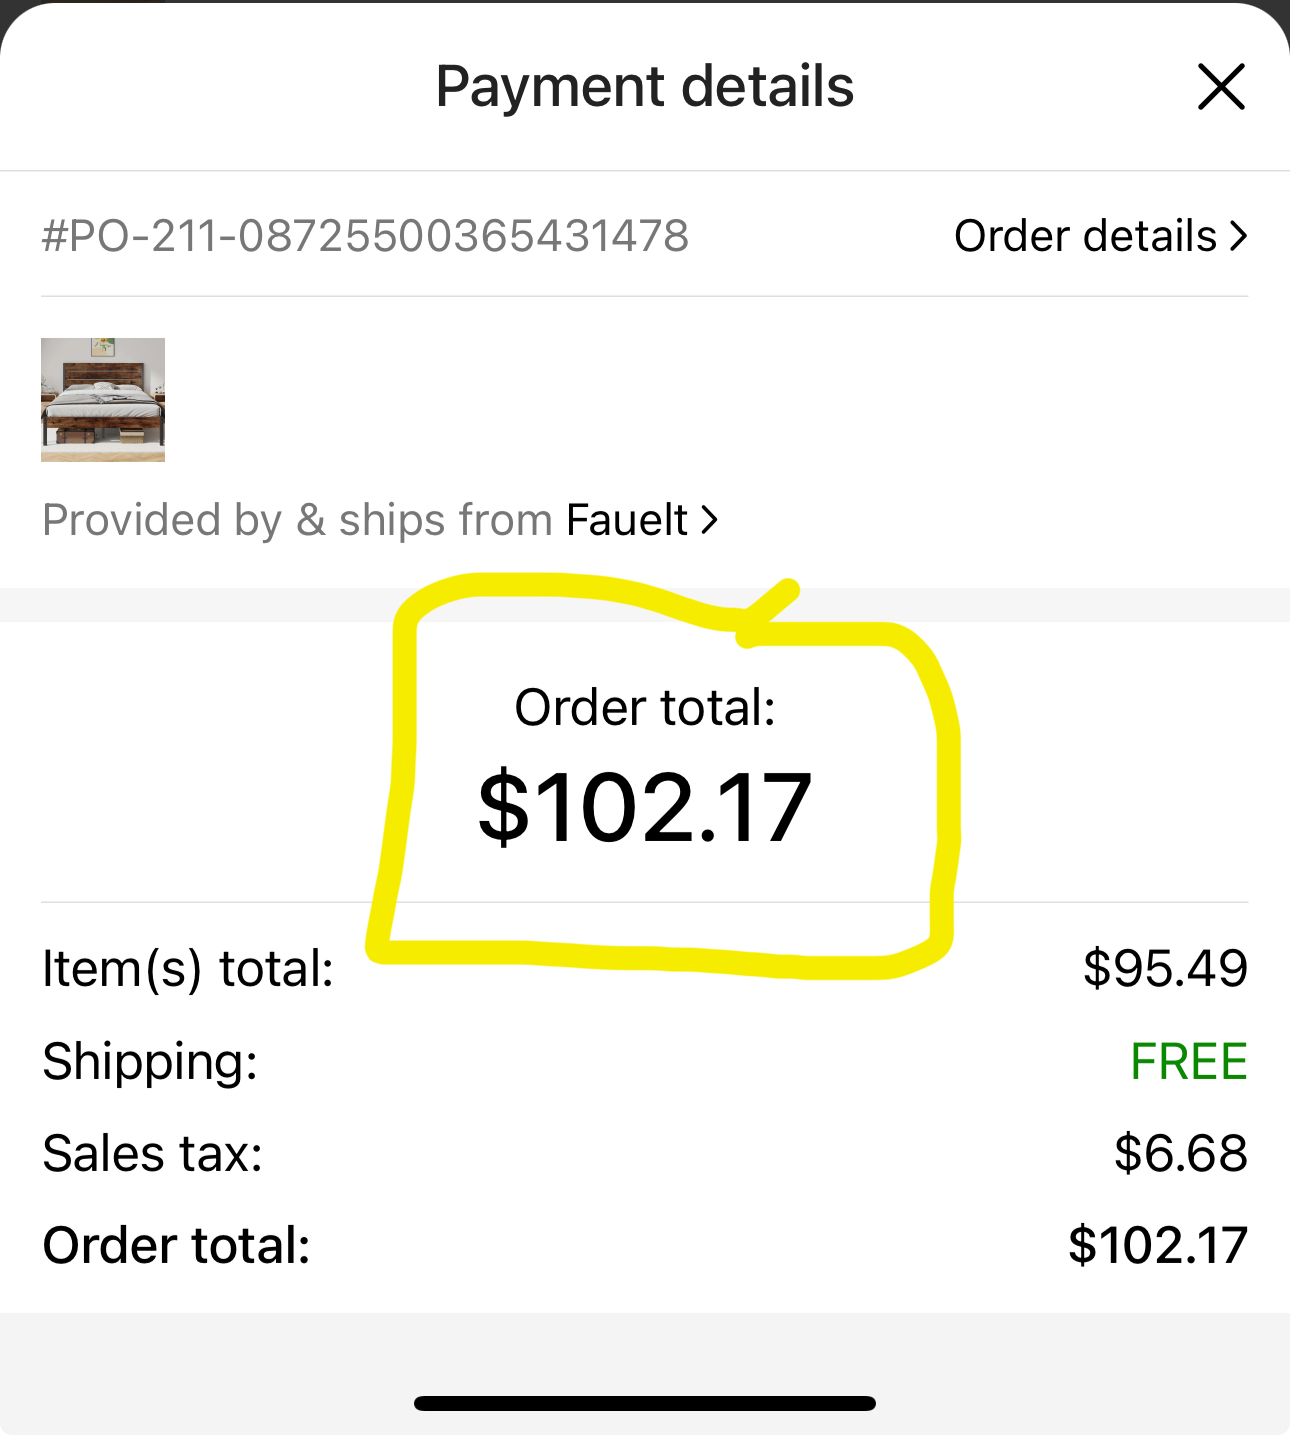 Payment details
#PO-211-08725500365431478 Order details
Provided by & ships from Fauelt
Order total:
$102.17
Item(s) total: $95.49
Shipping: FREE
Sales tax: $6.68
Order total: $102.17